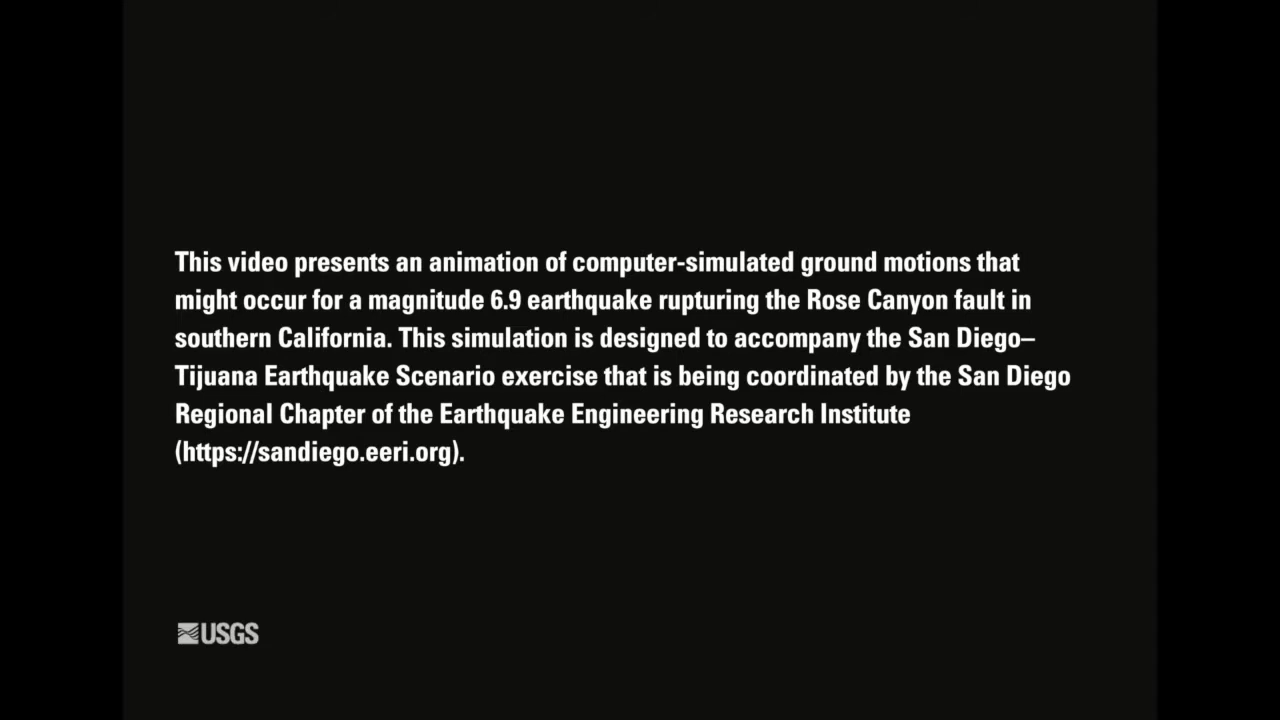 This video presents an animation of computer-simulated ground motions that
might occur for a magnitude 6.9 earthquake rupturing the Rose Canyon fault in
southern California. This simulation is designed to accompany the San Diego–
Tijuana Earthquake Scenario exercise that is being coordinated by the San Diego
Regional Chapter of the Earthquake Engineering Research Institute
(https://sandiego.eeri.org).
USGS